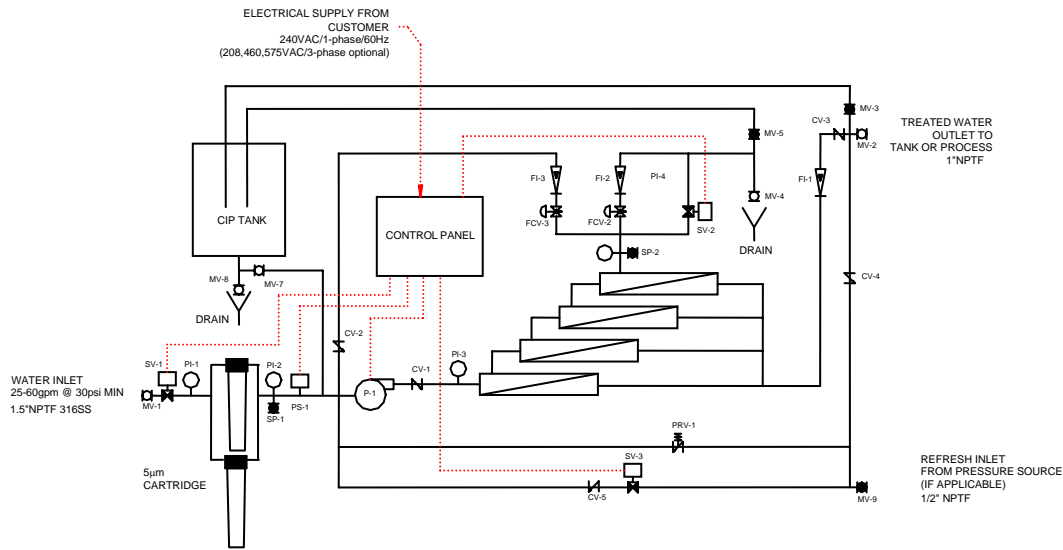 ELECTRICAL SUPPLY FROM
CUSTOMER
240VAC/1-phase/60Hz
(208,460,575VAC/3-phase optional)
MV-3
CV-3
MV-2
TREATED WATER
OUTLET TO
TANK OR PROCESS
1"NPTF
MV-5
FI-3
FI-2
PI-4
FI-1
MV-4
CIP TANK
CONTROL PANEL
FCV-3
FCV-2
SV-2
DRAIN
SP-2
MV-8
MV-7
CV-4
DRAIN
CV-2
SV-1
PI-1
PI-2
PI-3
CV-1
WATER INLET
25-60gpm @ 30psi MIN
1.5"NPTF 316SS
MV-1
PS-1
P-1
SP-1
PRV-1
SV-3
5µm
CARTRIDGE
CV-5
MV-9
REFRESH INLET
FROM PRESSURE SOURCE
(IF APPLICABLE)
1/2" NPTF